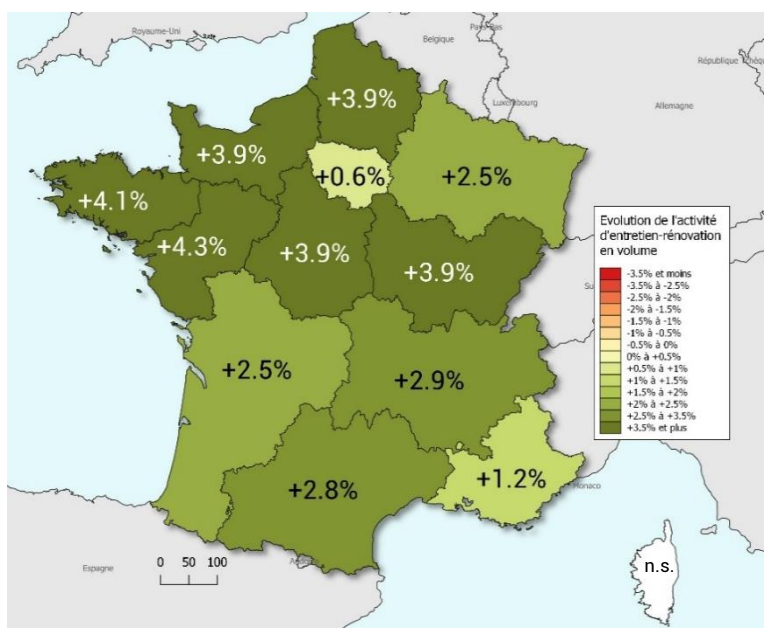 Royaume-Uni
Pays-Bas
Belgique
République Tchèque
Luxembourg
Allemagne
+3.9%
+3.9%
+0.6%
+2.5%
+4.1%
+4.3%
+3.9%
+3.9%
Evolution de l'activité
d'entretien-rénovation
en volume
-3.5% et moins
-3.5% à -2.5%
-2.5% à -2%
-2% à -1.5%
-1.5% à -1%
-1% à -0.5%
-0.5% à 0%
0% à +0.5%
+0.5% à +1%
+1% à +1.5%
+1.5% à +2%
+2% à +2.5%
+2.5% à +3.5%
+3.5% et plus
+2.5%
+2.9%
+2.8%
+1.2%
Monaco
Espagne
0 50 100
n.s.